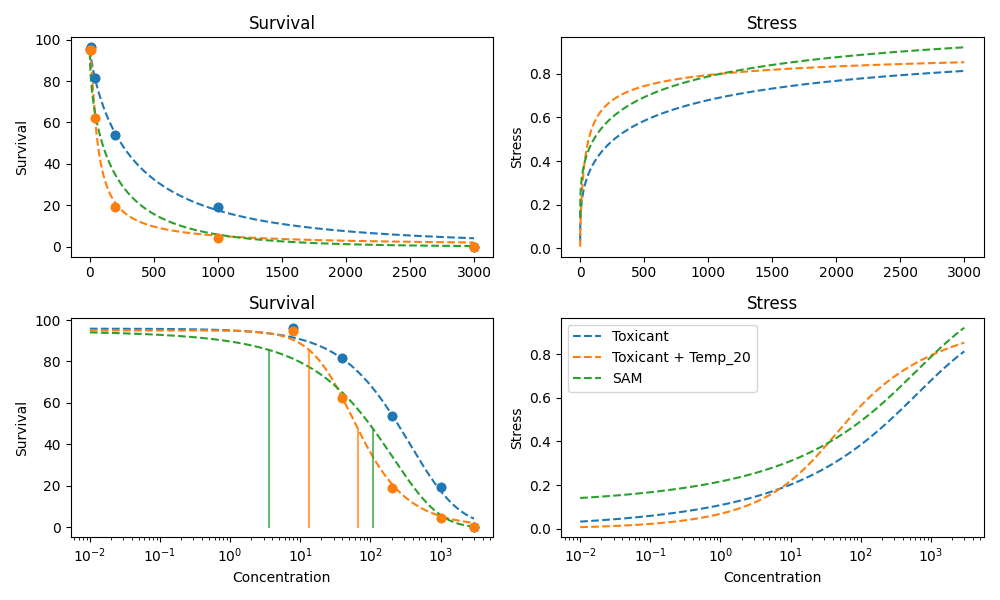 Survival
Stress
Survival
100
80
60
40
20
0
0 500 1000 1500 2000 2500 3000
Stress
0.8
0.6
0.4
0.2
0.0
0 500 1000 1500 2000 2500 3000
Survival
Stress
Survival
100
80
60
40
20
0
10⁻² 10⁻¹ 10⁰ 10¹ 10² 10³
Concentration
Stress
0.8
0.6
0.4
0.2
0.0
Toxicant
Toxicant + Temp_20
SAM
10⁻² 10⁻¹ 10⁰ 10¹ 10² 10³
Concentration